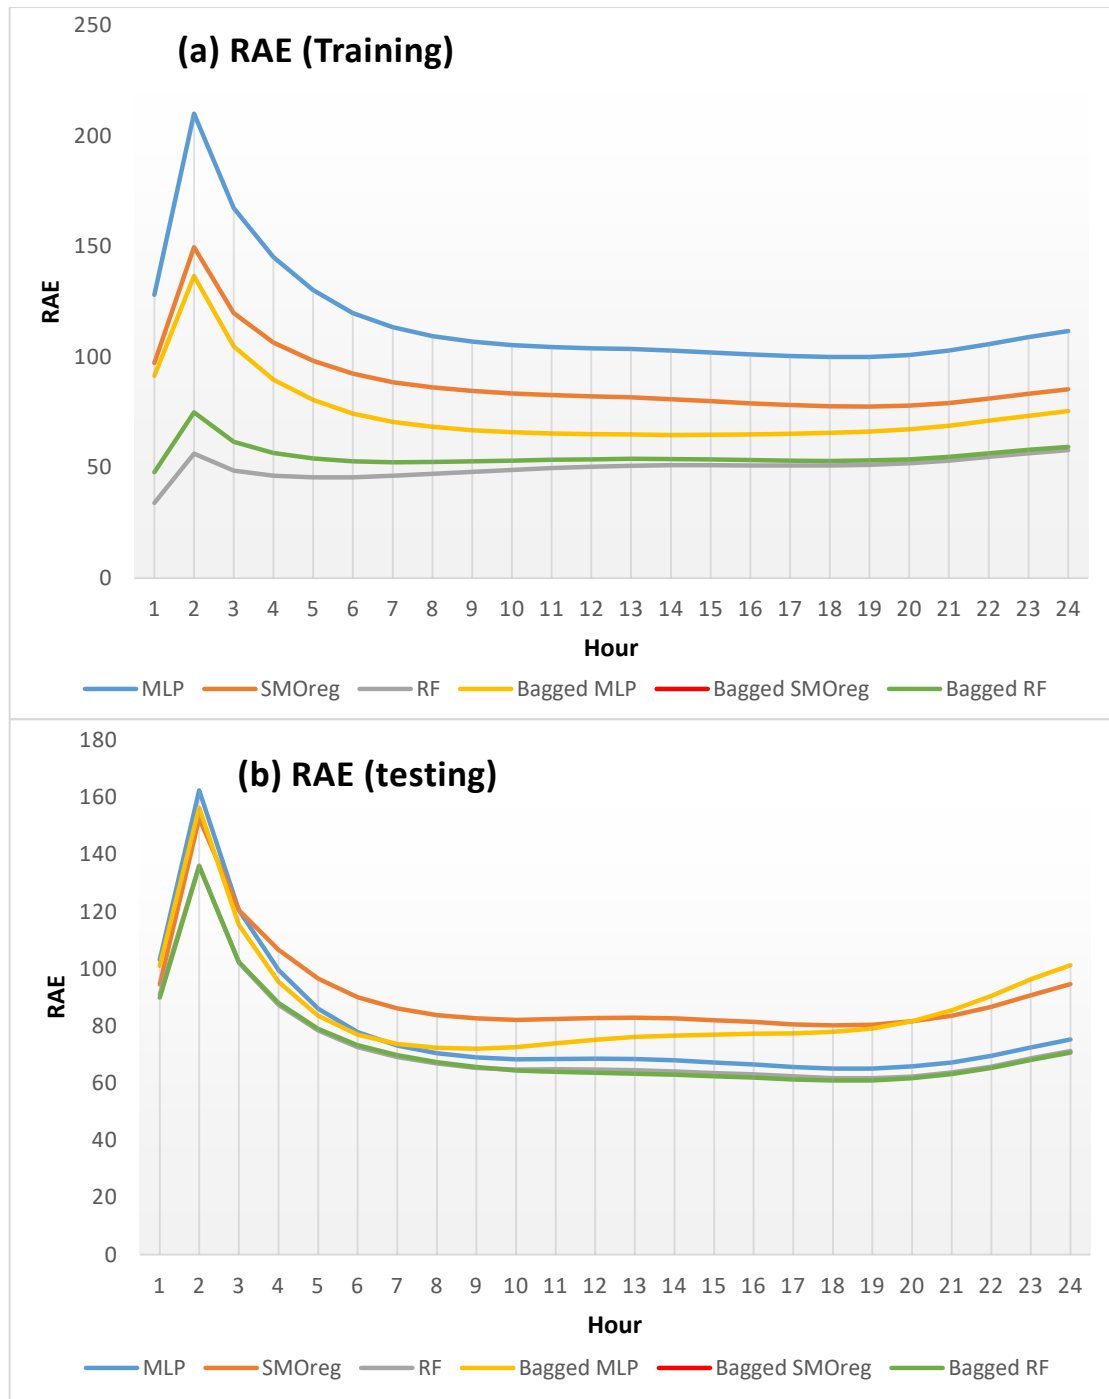 (a) RAE (Training)
250
200
150
100
50
0
RAE
1 2 3 4 5 6 7 8 9 10 11 12 13 14 15 16 17 18 19 20 21 22 23 24
Hour
MLP SMOreg RF Bagged MLP Bagged SMOreg Bagged RF
(b) RAE (testing)
180
160
140
120
100
80
60
40
20
0
RAE
1 2 3 4 5 6 7 8 9 10 11 12 13 14 15 16 17 18 19 20 21 22 23 24
Hour
MLP SMOreg RF Bagged MLP Bagged SMOreg Bagged RF